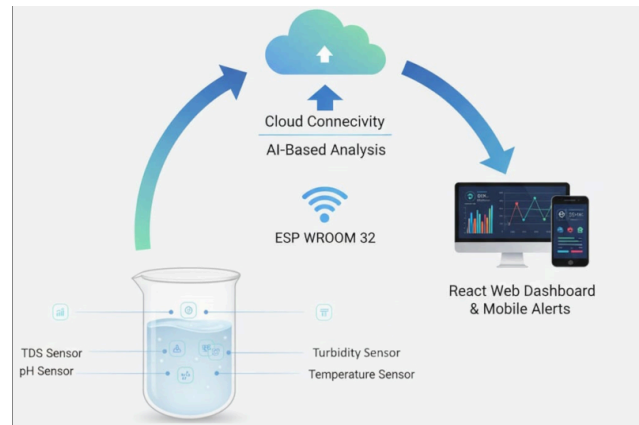 Cloud Connecivity
AI-Based Analysis
ESP WROOM 32
React Web Dashboard
& Mobile Alerts
TDS Sensor
Turbidity Sensor
pH Sensor
Temperature Sensor